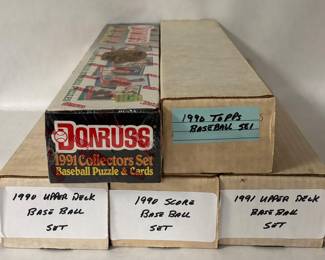 DONRUSS
1991 Collectors Set
Baseball Puzzle & Cards
1990 TOPPS
BASEBALL SET
1990 UPPER DECK
BASE BALL
SET
1990 SCORE
BASE BALL
SET
1991 UPPER DECK
BASE BALL
SET